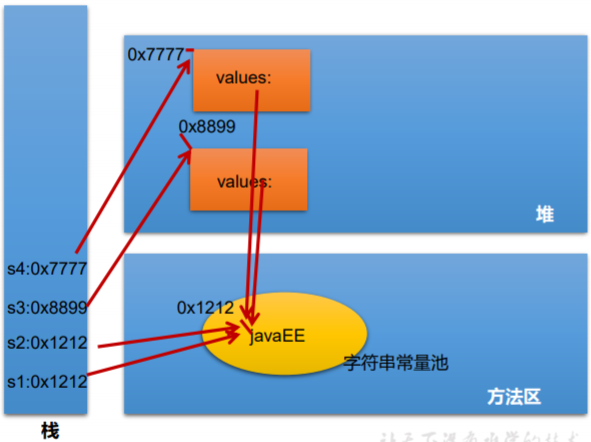 0x7777
values:
0x8899
values:
堆
s4:0x7777
s3:0x8899
s2:0x1212
s1:0x1212
0x1212
javaEE
字符串常量池
方法区
栈